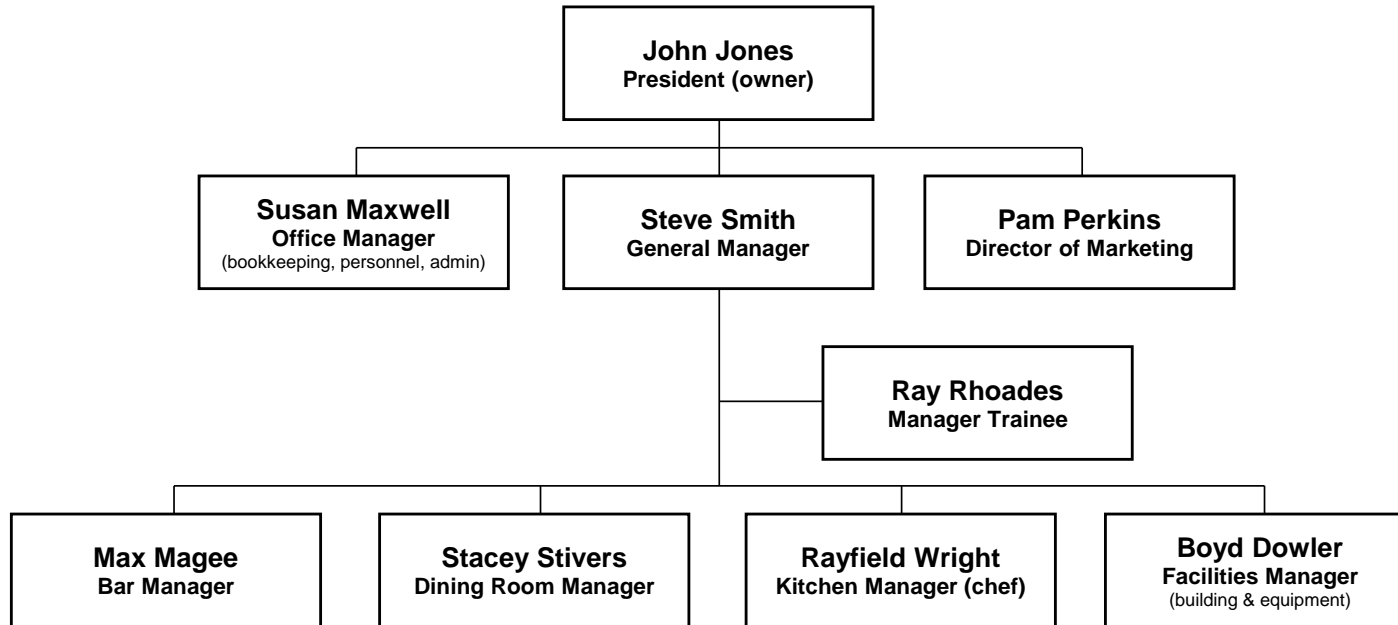 John Jones
President (owner)
Susan Maxwell
Office Manager
(bookkeeping, personnel, admin)
Steve Smith
General Manager
Pam Perkins
Director of Marketing
Ray Rhoades
Manager Trainee
Max Magee
Bar Manager
Stacey Stivers
Dining Room Manager
Rayfield Wright
Kitchen Manager (chef)
Boyd Dowler
Facilities Manager
(building & equipment)